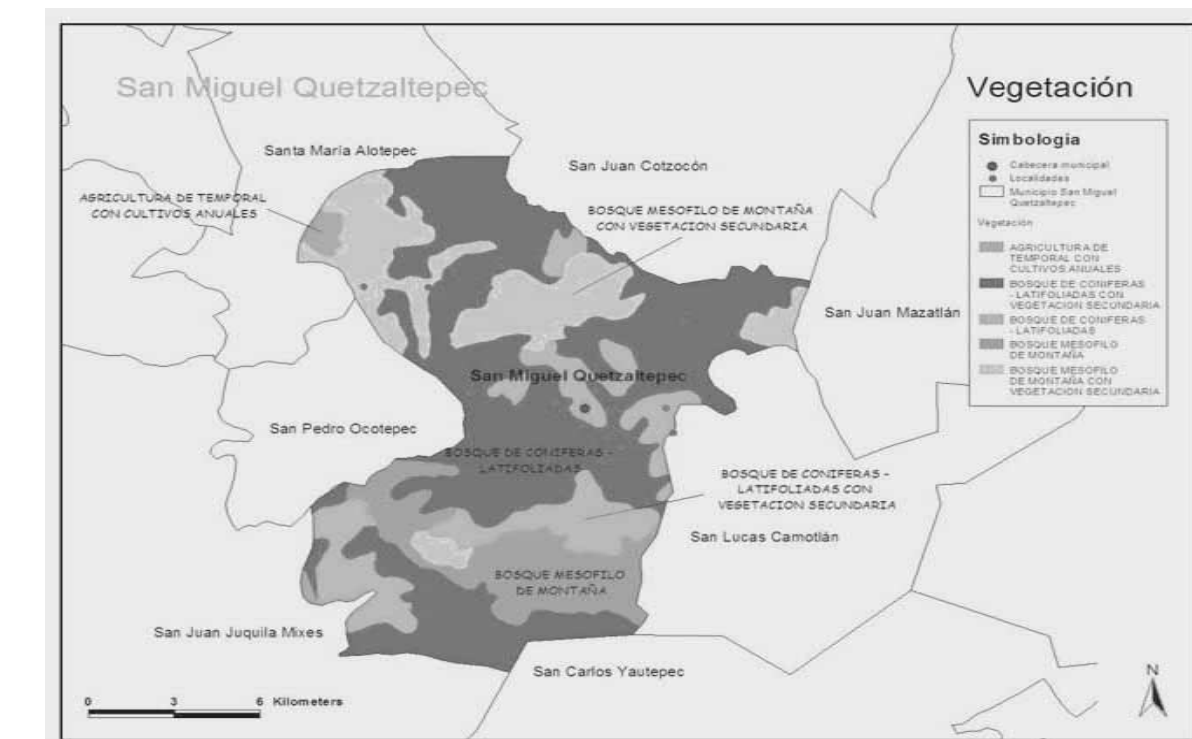 San Miguel Quetzaltepec
Vegetación
Simbologia
Cabecera municipal
Localidades
Municipio San Miguel
Quetzaltepec
Vegetación
AGRICULTURA DE
TEMPORAL CON
CULTIVOS ANUALES
BOSQUE DE CONIFERAS
- LATIFOLIADAS CON
VEGETACION SECUNDARIA
BOSQUE DE CONIFERAS
- LATIFOLIADAS
BOSQUE MESOFILO
DE MONTAÑA
BOSQUE MESOFILO
DE MONTAÑA CON
VEGETACION SECUNDARIA
Santa María Alotepec
San Juan Cotzocón
AGRICULTURA DE TEMPORAL
CON CULTIVOS ANUALES
BOSQUE MESOFILO DE MONTAÑA
CON VEGETACION SECUNDARIA
San Juan Mazatlán
San Miguel Quetzaltepec
San Pedro Ocotepec
BOSQUE DE CONIFERAS -
LATIFOLIADAS
BOSQUE DE CONIFERAS -
LATIFOLIADAS CON
VEGETACION SECUNDARIA
San Lucas Camotlán
BOSQUE MESOFILO
DE MONTAÑA
San Juan Juquila Mixes
San Carlos Yautepec
N
0 3 6 Kilometers